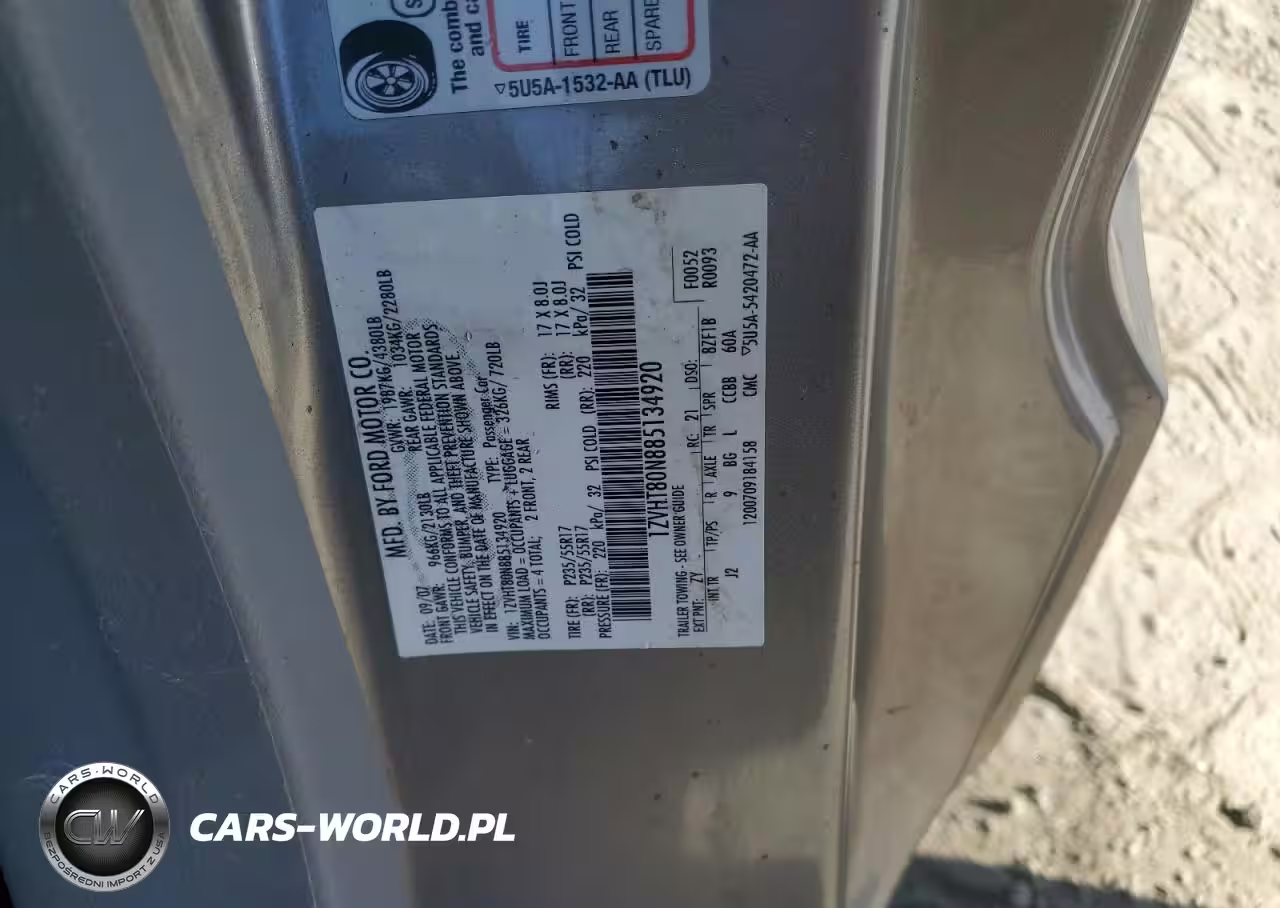 The comb
and ca
TIRE
FRONT
REAR
SPARE
5U5A-1532-AA (TLU)
MFD. BY FORD MOTOR CO.
DATE: 09/07 GVWR: 1987KG/4380LB
FRONT GAWR: 966KG/2130LB REAR GAWR: 1034KG/2280LB
THIS VEHICLE CONFORMS TO ALL APPLICABLE FEDERAL MOTOR
VEHICLE SAFETY, BUMPER, AND THEFT PREVENTION STANDARDS
IN EFFECT ON THE DATE OF MANUFACTURE SHOWN ABOVE
VIN: 1ZVHT80N885134920 TYPE: Passenger Car
MAXIMUM LOAD = OCCUPANTS + LUGGAGE = 326KG/720LB
OCCUPANTS = 4 TOTAL; 2 FRONT, 2 REAR
TIRE (FR): P235/55R17 RIMS (FR): 17 X 8.0J
(RR): P235/55R17 (RR): 17 X 8.0J
PRESSURE (FR): 220 kPa/ 32 PSI COLD (RR): 220 kPa/ 32 PSI COLD
1ZVHT80N885134920
TRAILER TOWING - SEE OWNER GUIDE F0052
EXT PNT: ZY RC: 21 DSO: R0093
INT TR TP/PS R AXLE TR SPR 8ZF1B
J2 9 BG L CCBB 60A
1200709184158 CMC ▽5U5A-5420472-AA
CARS-WORLD
CW
BEZPOŚREDNI IMPORT Z USA
CARS-WORLD.PL